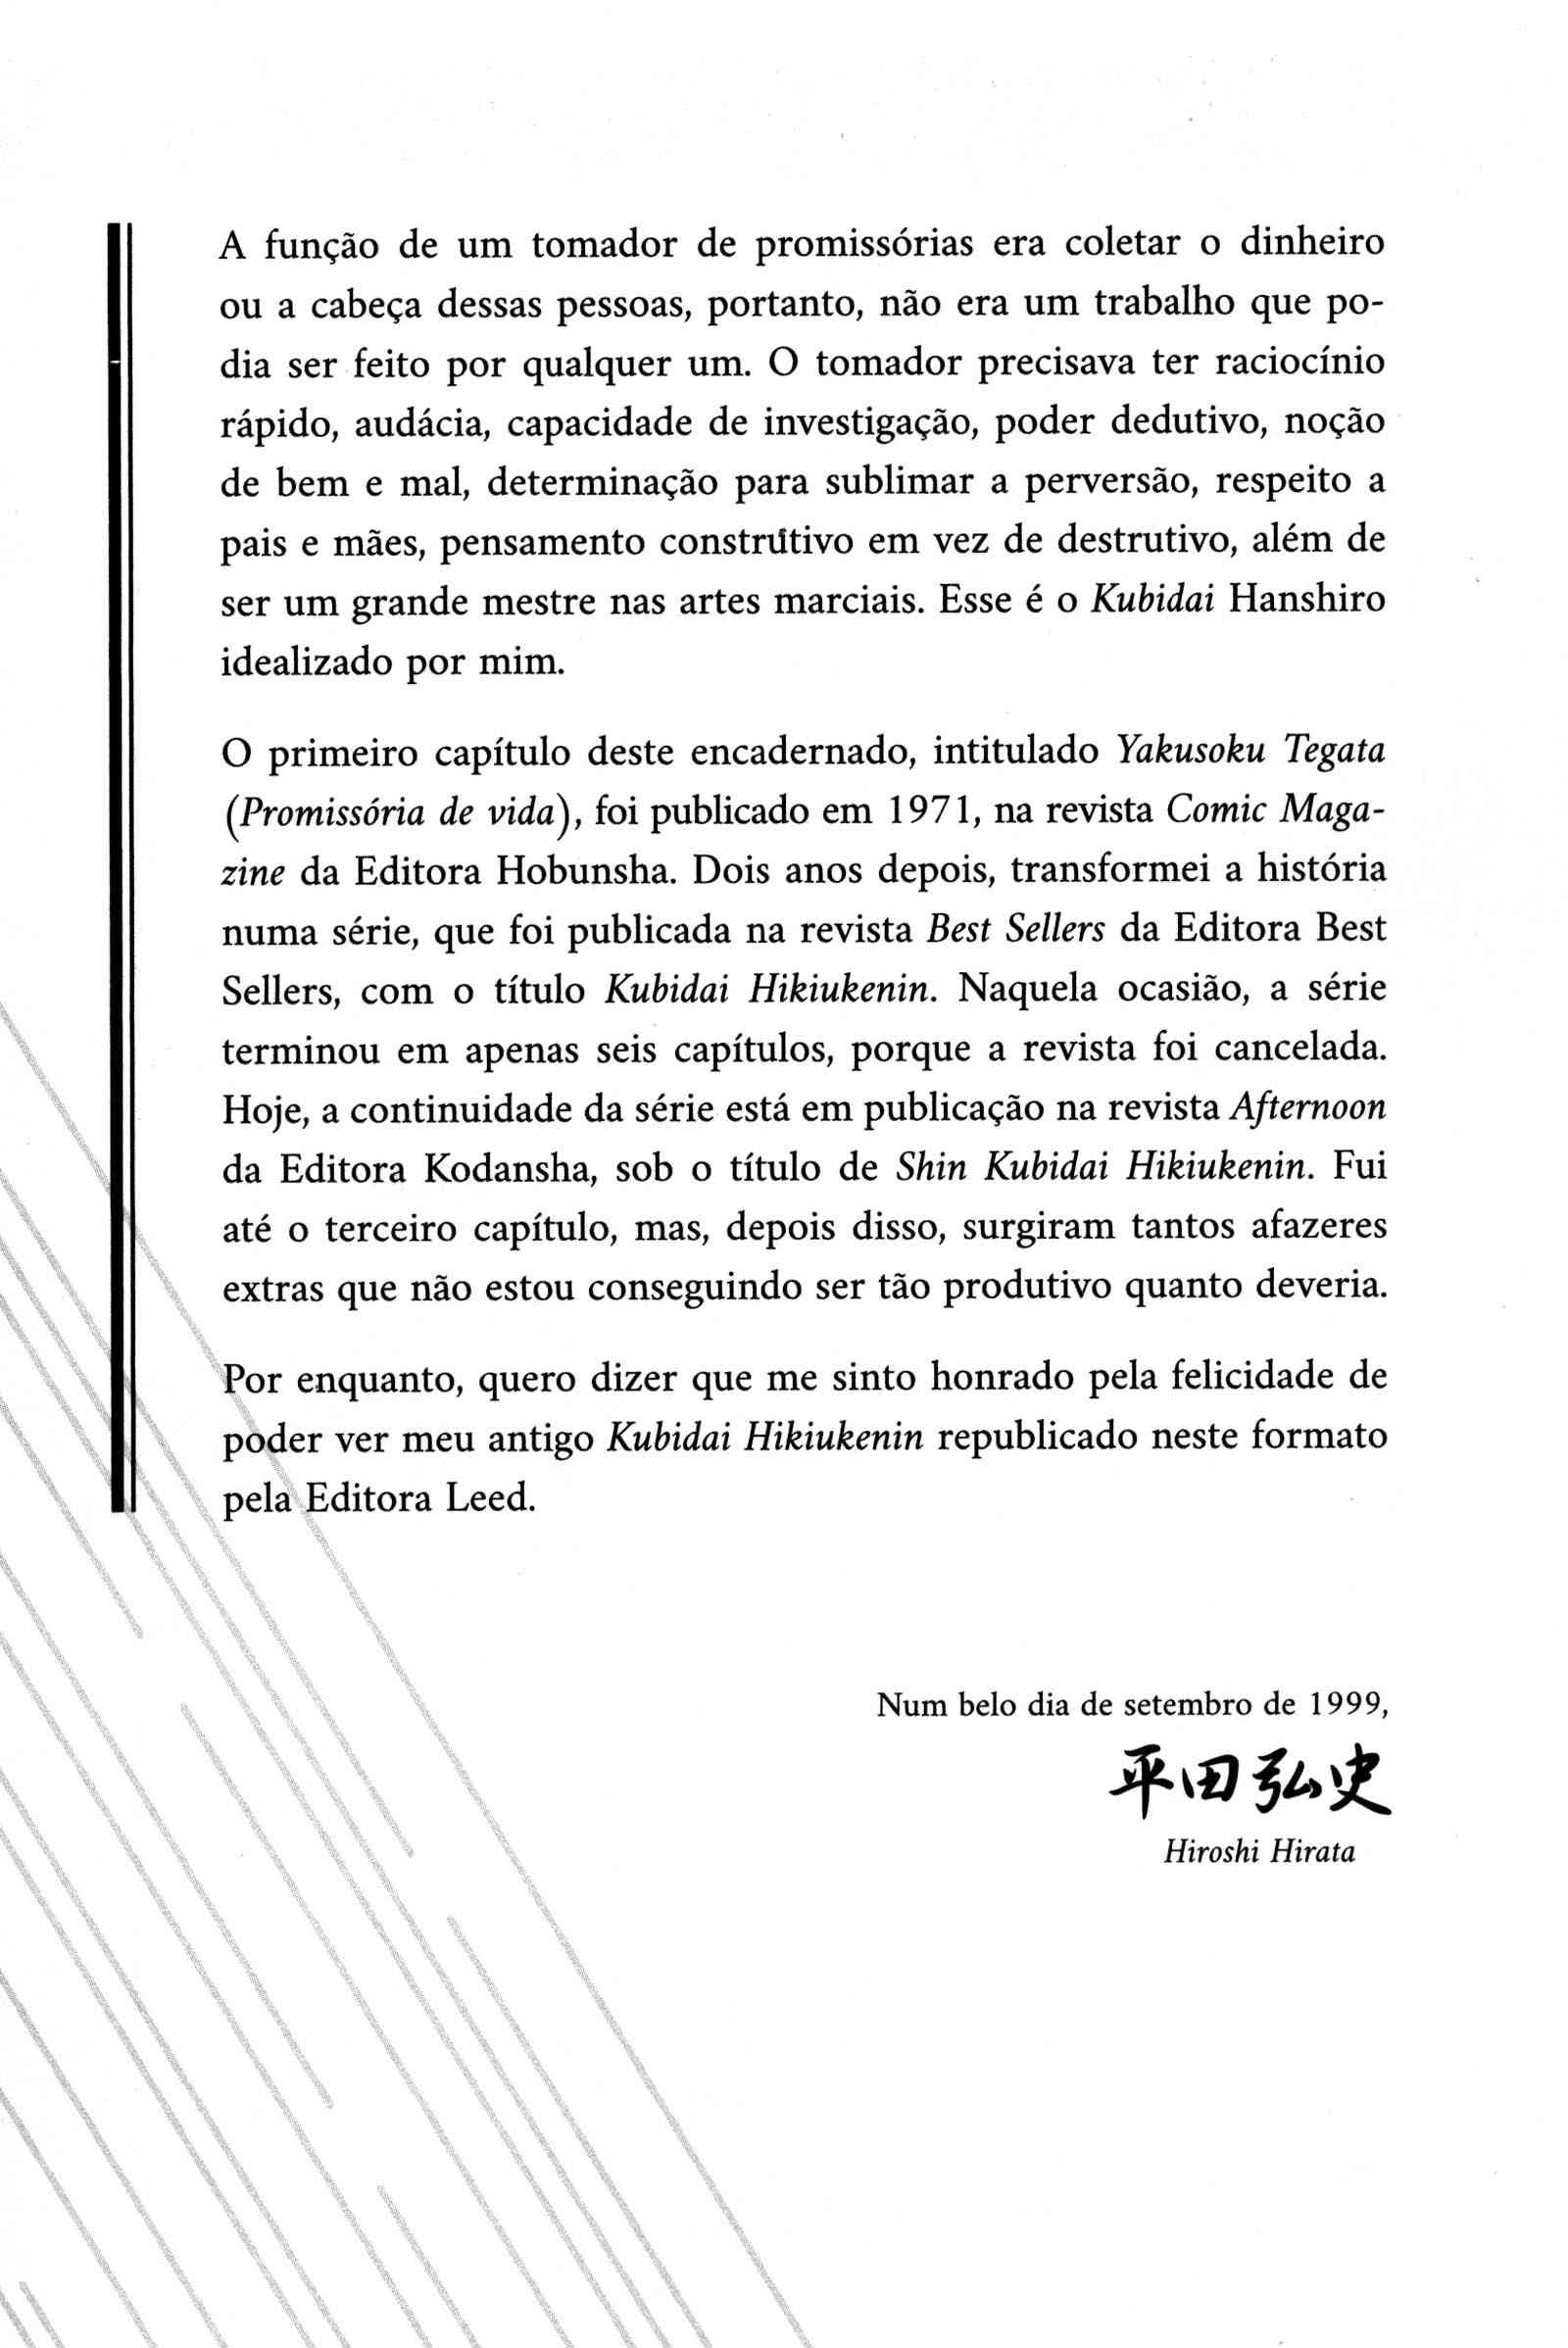 A função de um tomador de promissórias era coletar o dinheiro
ou a cabeça dessas pessoas, portanto, não era um trabalho que po-
dia ser feito por qualquer um. O tomador precisava ter raciocínio
rápido, audácia, capacidade de investigação, poder dedutivo, noção
de bem e mal, determinação para sublimar a perversão, respeito a
pais e mães, pensamento construtivo em vez de destrutivo, além de
ser um grande mestre nas artes marciais. Esse é o Kubidai Hanshiro
idealizado por mim.
O primeiro capítulo deste encadernado, intitulado Yakusoku Tegata
(Promissória de vida), foi publicado em 1971, na revista Comic Maga-
zine da Editora Hobunsha. Dois anos depois, transformei a história
numa série, que foi publicada na revista Best Sellers da Editora Best
Sellers, com o título Kubidai Hikiukenin. Naquela ocasião, a série
terminou em apenas seis capítulos, porque a revista foi cancelada.
Hoje, a continuidade da série está em publicação na revista Afternoon
da Editora Kodansha, sob o título de Shin Kubidai Hikiukenin. Fui
até o terceiro capítulo, mas, depois disso, surgiram tantos afazeres
extras que não estou conseguindo ser tão produtivo quanto deveria.
Por enquanto, quero dizer que me sinto honrado pela felicidade de
poder ver meu antigo Kubidai Hikiukenin republicado neste formato
pela Editora Leed.
Num belo dia de setembro de 1999,
平田弘史
Hiroshi Hirata